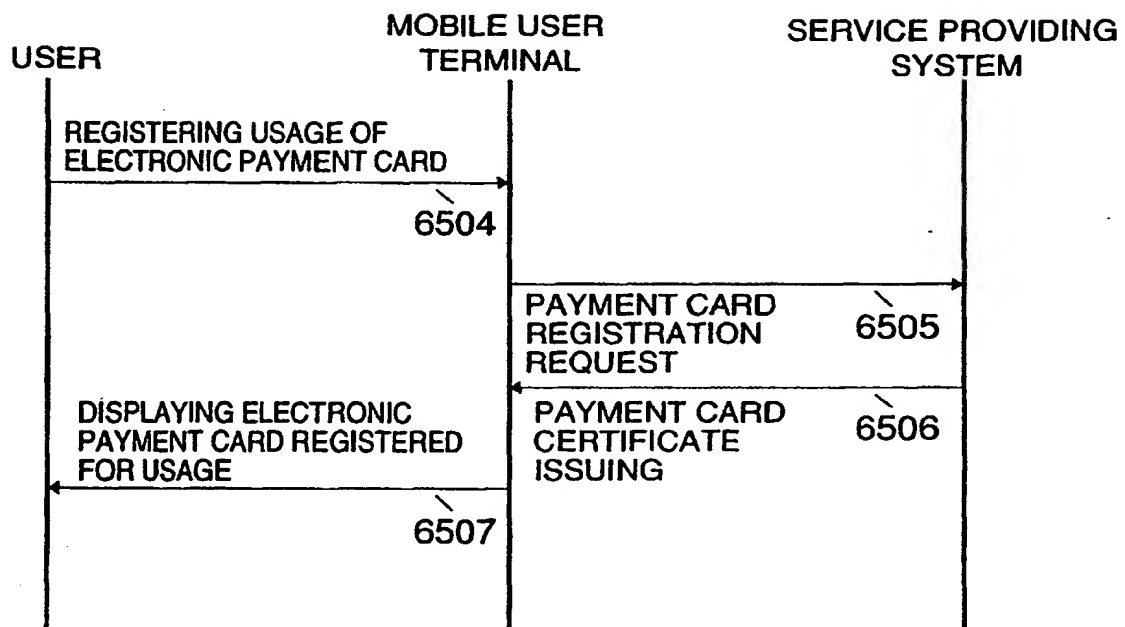 USER
MOBILE USER
TERMINAL
SERVICE PROVIDING
SYSTEM
REGISTERING USAGE OF
ELECTRONIC PAYMENT CARD
6504
PAYMENT CARD
REGISTRATION
REQUEST
6505
DISPLAYING ELECTRONIC
PAYMENT CARD REGISTERED
FOR USAGE
PAYMENT CARD
CERTIFICATE
ISSUING
6506
6507